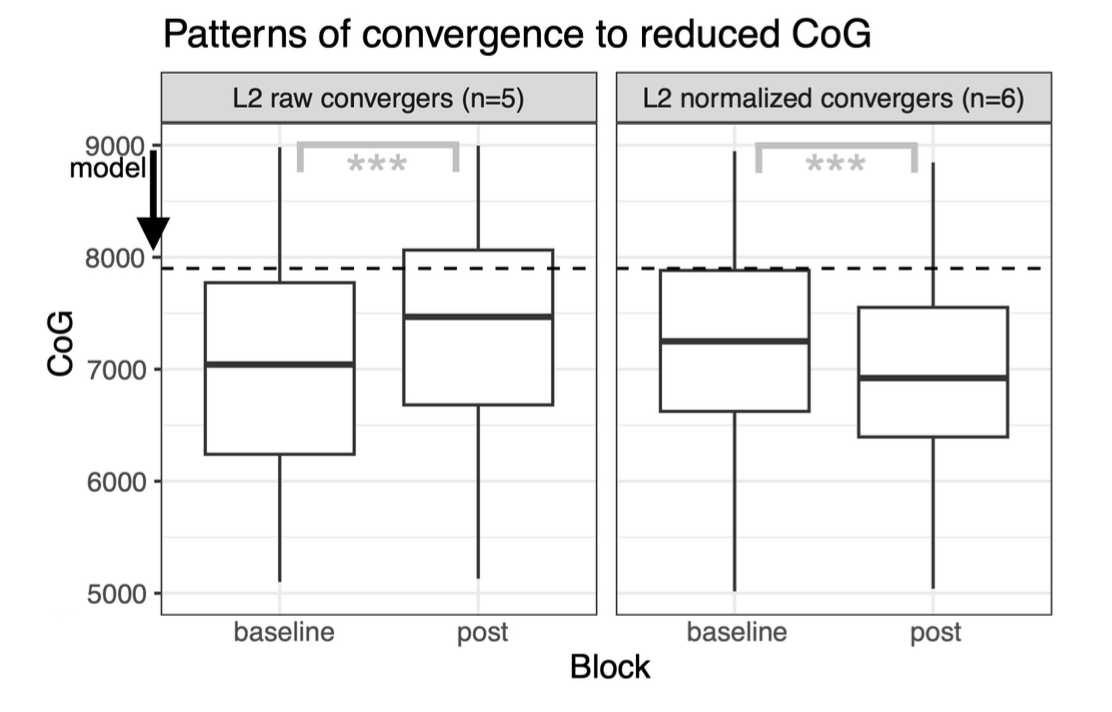 Patterns of convergence to reduced CoG
L2 raw convergers (n=5)
L2 normalized convergers (n=6)
9000
model
8000
7000
6000
5000
CoG
***
***
baseline
post
baseline
post
Block